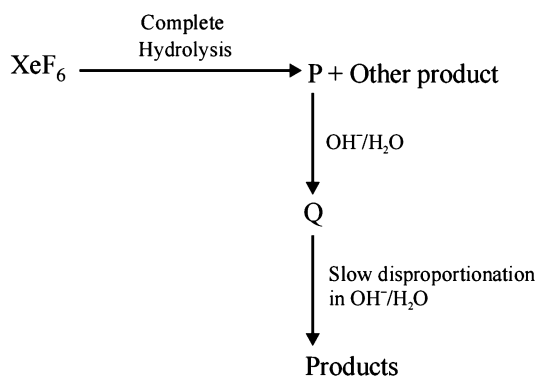 Complete
Hydrolysis
XeF₆
P + Other product
OH⁻/H₂O
Q
Slow disproportionation
in OH⁻/H₂O
Products